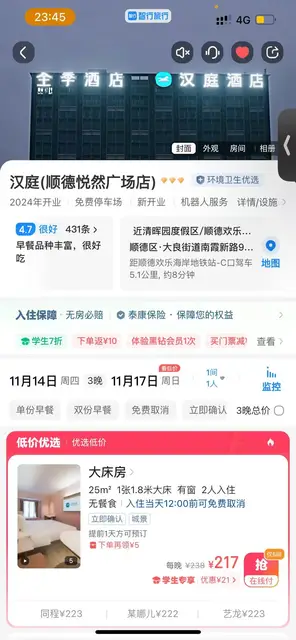 23:45
智行旅行
4G
全季酒店 汉庭酒店
封面 外观 房间 相册
汉庭(顺德悦然广场店)
环境卫生优选
2024年开业 免费停车场 新开业 机器人服务 详情/设施
4.7 很好 431条
早餐品种丰富，很好吃
近清晖园度假区/顺德欢乐...
顺德区·大良街道南霞新路9...
距顺德欢乐海岸地铁站-C口驾车
5.1公里, 约8分钟
地图
入住保障 · 无房必赔 泰康保险 · 保障您的权益
学生7折 下单返¥10 体验黑钻会员1次 买门票减 查看
11月14日 周四 3晚 11月17日 周日
最低价
1间
1人
监控
单份早餐 双份早餐 免费取消 立即确认 3晚总价
低价优选 优选低价
大床房
25m² 1张1.8米大床 有窗 2人入住
无餐食 入住当天12:00前可免费取消
立即确认 城景
提前1天方可预订
下单再领¥5
5
每晚 ¥238 ¥217
学生专享 优惠¥21
抢
在线付
同程¥223 某娜儿¥222 艺龙¥223